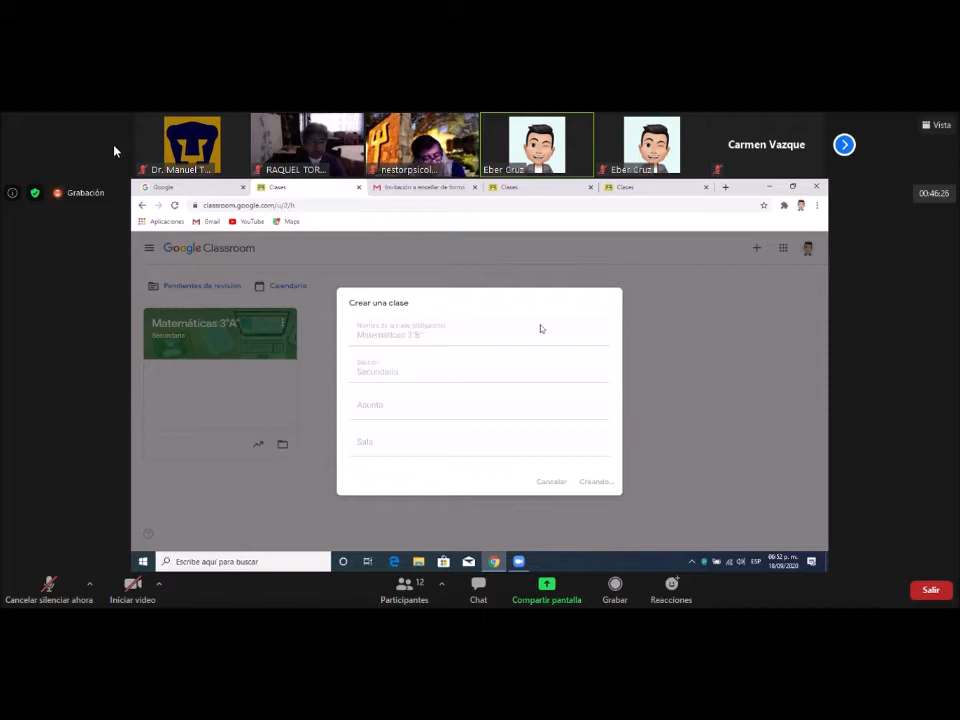 Dr. Manuel T...
RAQUEL TOR...
nestorpsicol...
Eber Cruz
Eber Cruz
Carmen Vazque
Vista
Grabación
00:46:26
Google
Clases
Invitación a enseñar de forma
Clases
Clases
classroom.google.com/u/2/h
Aplicaciones
Gmail
YouTube
Maps
Google Classroom
Pendientes de revisión
Calendario
Matemáticas 3°A"
Secundaria
Crear una clase
Nombre de la clase (obligatorio)
Matemáticas 3°B"
Sección
Secundaria
Asunto
Sala
Cancelar
Creando...
Escribe aquí para buscar
ESP
06:52 p. m.
18/09/2020
Cancelar silenciar ahora
Iniciar video
12
Participantes
Chat
Compartir pantalla
Grabar
Reacciones
Salir